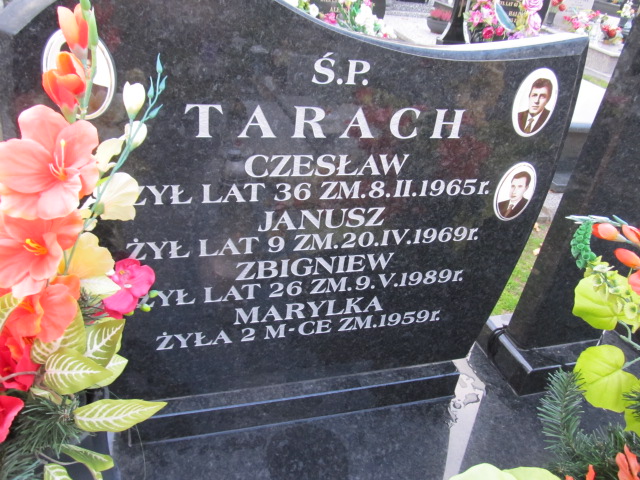 Ś.P.
TARACH
CZESŁAW
ŻYŁ LAT 36 ZM.8.II.1965r.
JANUSZ
ŻYŁ LAT 9 ZM.20.IV.1969r.
ZBIGNIEW
ŻYŁ LAT 26 ZM.9.V.1989r.
MARYLKA
ŻYŁA 2 M-CE ZM.1959r.